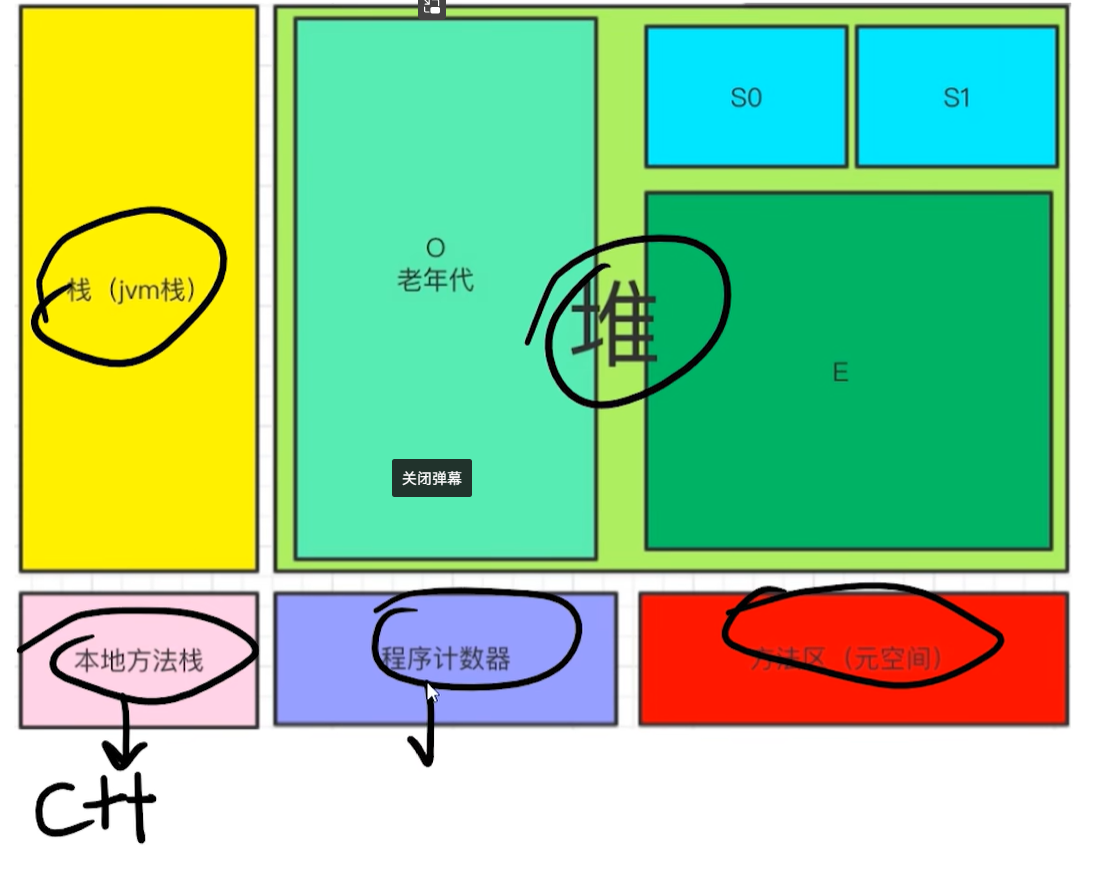 S0
S1
O
老年代
栈（jvm栈）
堆
E
关闭弹幕
本地方法栈
程序计数器
方法区（元空间）
C++